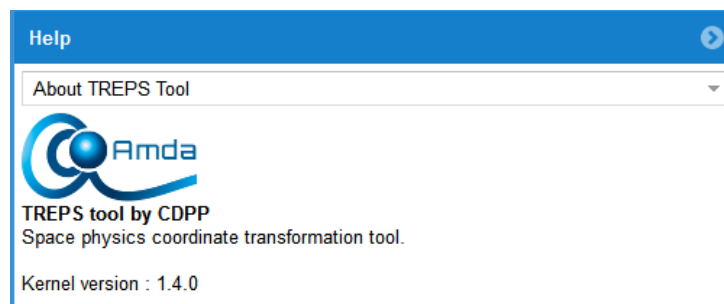 Help
About TREPS Tool
Amda
TREPS tool by CDPP
Space physics coordinate transformation tool.
Kernel version : 1.4.0